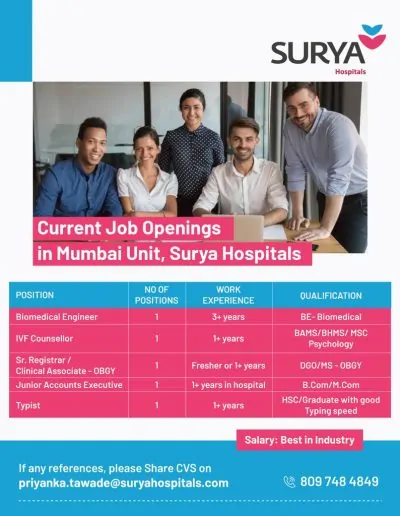 SURYA
Hospitals
Current Job Openings
in Mumbai Unit, Surya Hospitals
POSITION
NO OF
POSITIONS
WORK
EXPERIENCE
QUALIFICATION
Biomedical Engineer 1 3+ years BE- Biomedical
IVF Counsellor 1 1+ years BAMS/BHMS/ MSC
Psychology
Sr. Registrar /
Clinical Associate - OBGY 1 Fresher or 1+ years DGO/MS - OBGY
Junior Accounts Executive 1 1+ years in hospital B.Com/M.Com
Typist 1 1+ years HSC/Graduate with good
Typing speed
Salary: Best in Industry
If any references, please Share CVS on
priyanka.tawade@suryahospitals.com
809 748 4849